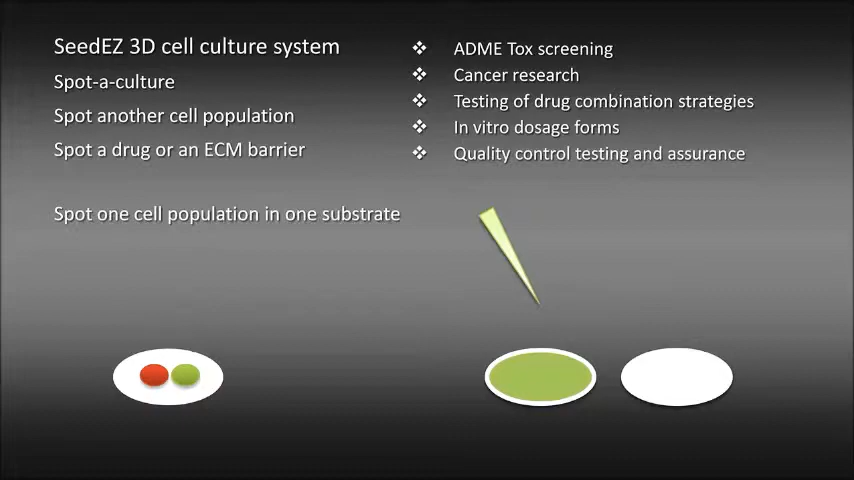 SeedEZ 3D cell culture system
Spot-a-culture
Spot another cell population
Spot a drug or an ECM barrier
Spot one cell population in one substrate
ADME Tox screening
Cancer research
Testing of drug combination strategies
In vitro dosage forms
Quality control testing and assurance